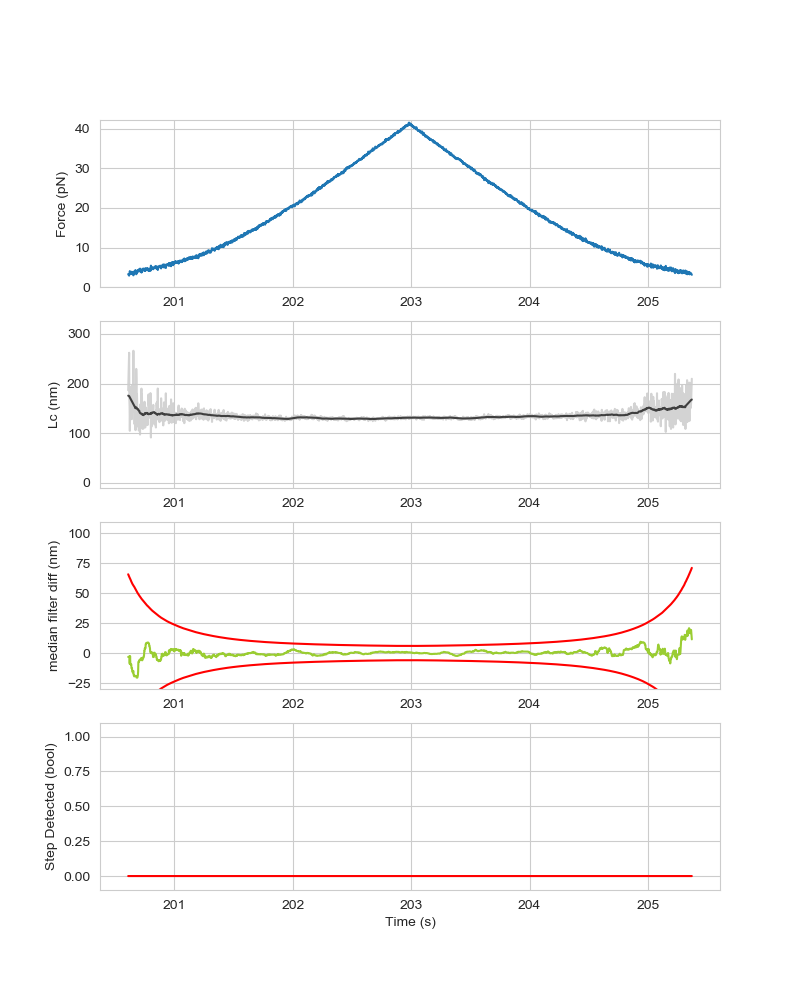 40
30
20
10
0
Force (pN)
201 202 203 204 205
300
200
100
0
Lc (nm)
201 202 203 204 205
100
75
50
25
0
−25
median filter diff (nm)
201 202 203 204 205
1.00
0.75
0.50
0.25
0.00
Step Detected (bool)
201 202 203 204 205
Time (s)